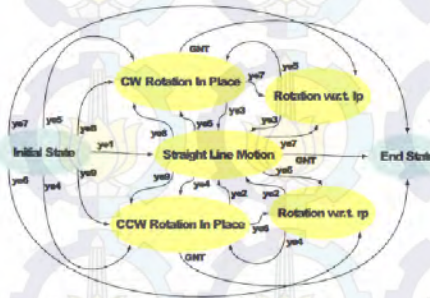 GNT
ye5
CW Rotation In Place
ye7
Rotation w.r.t. lp
ye7
ye5
ye8
ye3
ye5
ye3
ye8
Initial State
ye1
Straight Line Motion
ye7
GNT
End State
ye6
ye6
ye4
ye9
ye9
ye4
ye2
ye2
CCW Rotation In Place
Rotation w.r.t. rp
ye6
ye4
GNT